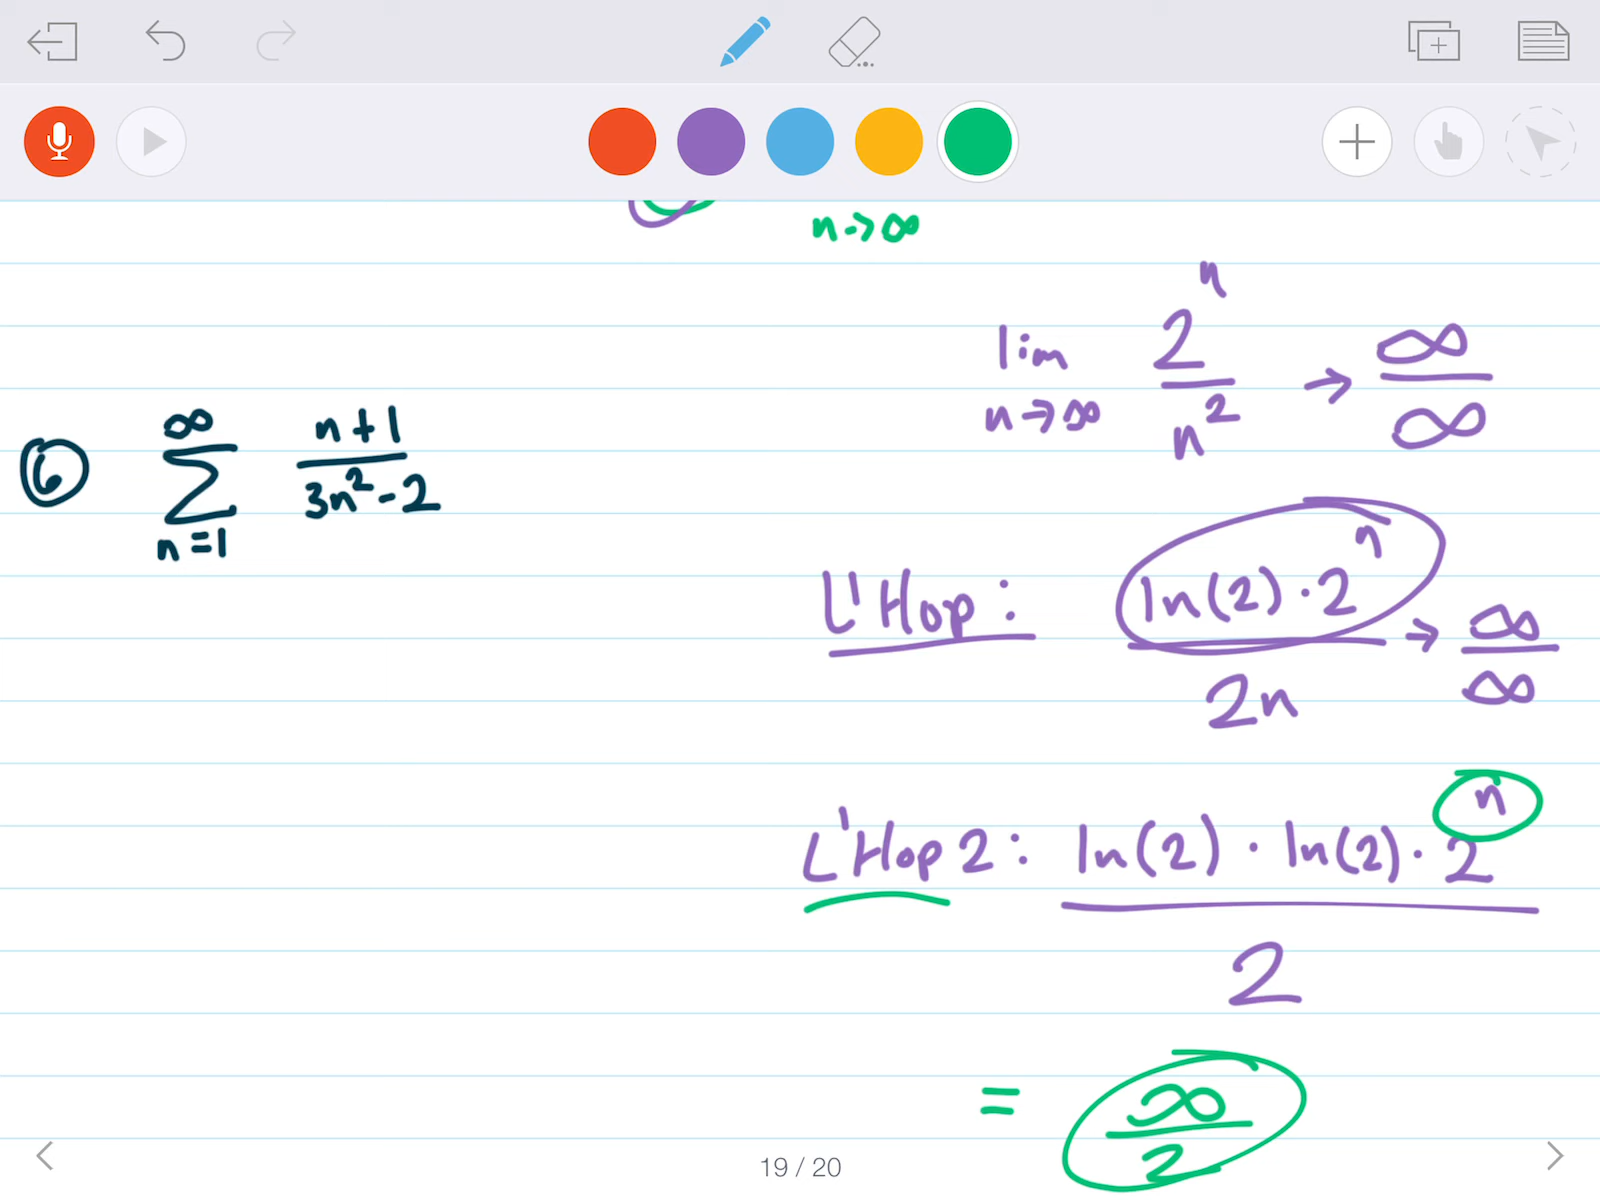 n→∞
lim 2^n / n^2 → ∞/∞
n→∞
⑥ ∞ ∑ n=1 (n+1)/(3n^2-2)
L'Hop: ln(2)·2^n / 2n → ∞/∞
L'Hop 2: ln(2)·ln(2)·2^n / 2
= ∞/2
19 / 20